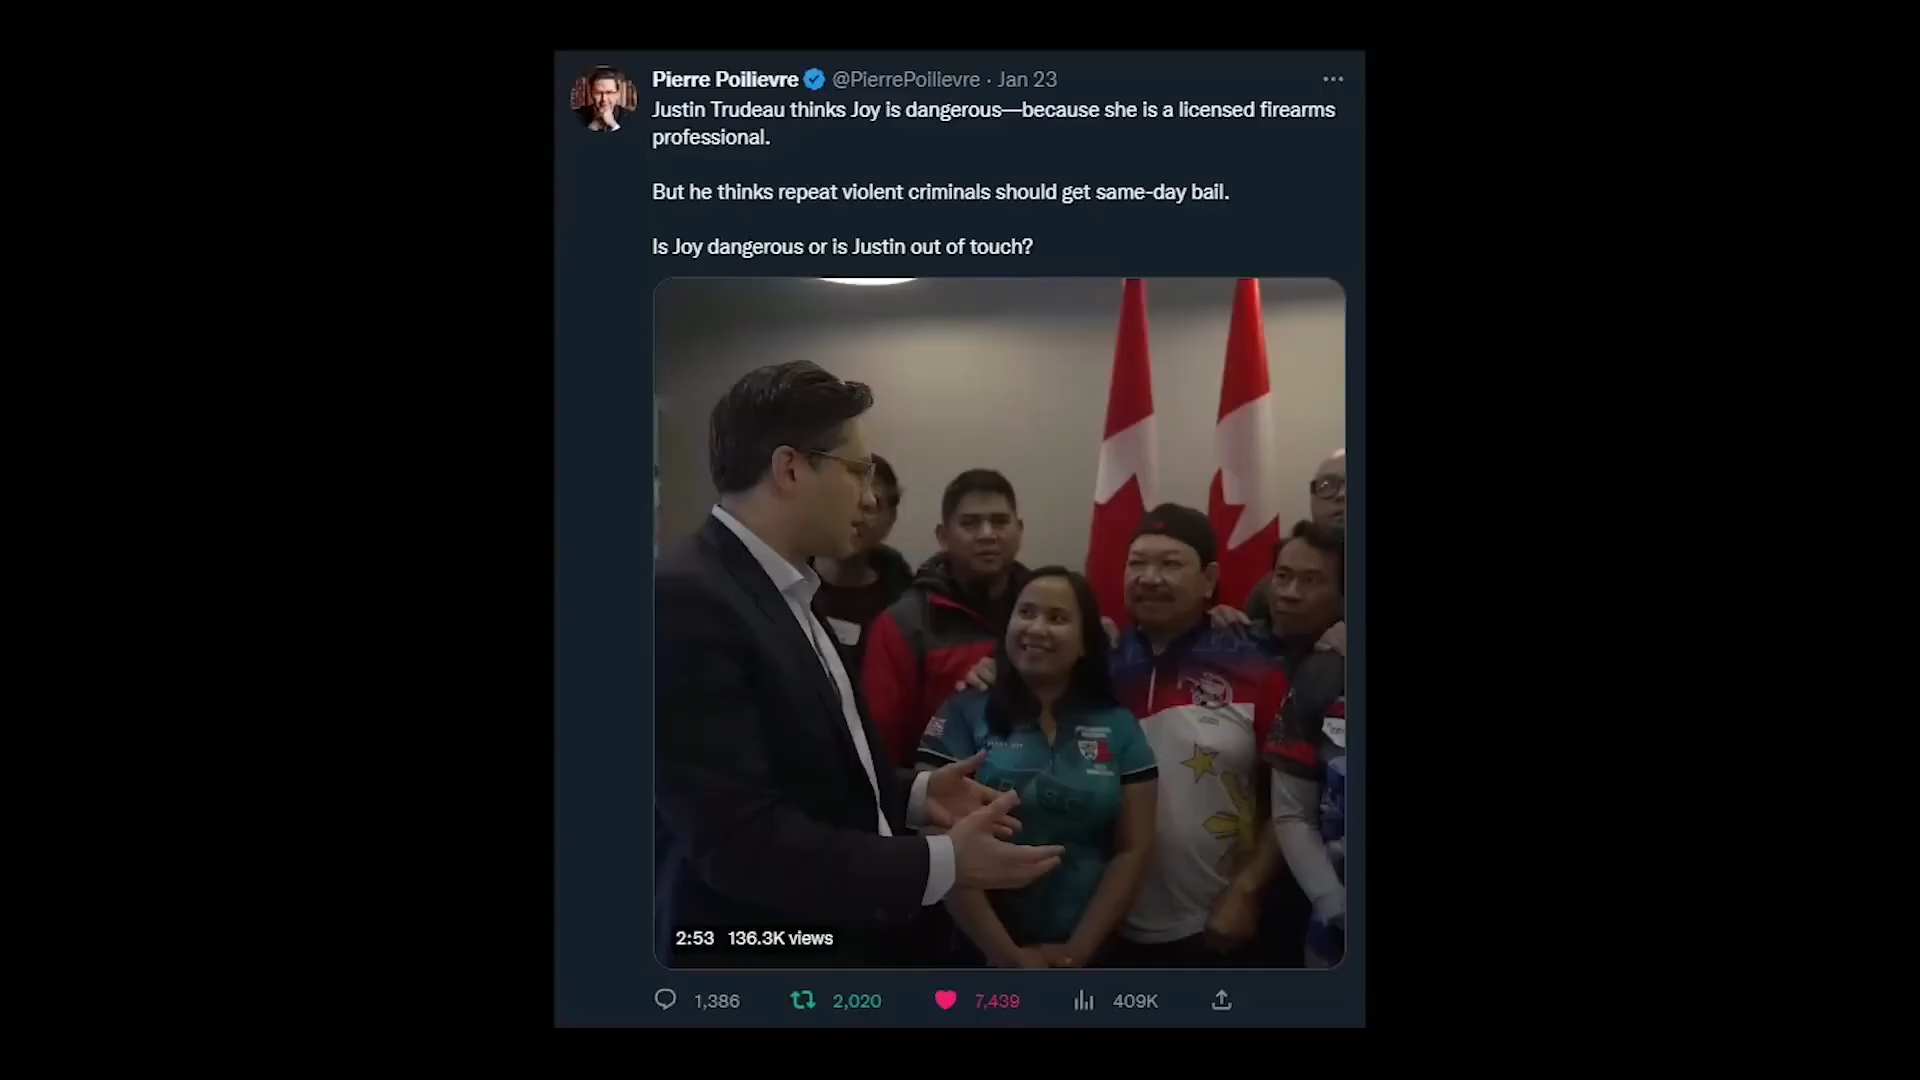 Pierre Poilievre @PierrePoilievre · Jan 23
Justin Trudeau thinks Joy is dangerous—because she is a licensed firearms
professional.
But he thinks repeat violent criminals should get same-day bail.
Is Joy dangerous or is Justin out of touch?
2:53 136.3K views
1,386 2,020 7,439 409K